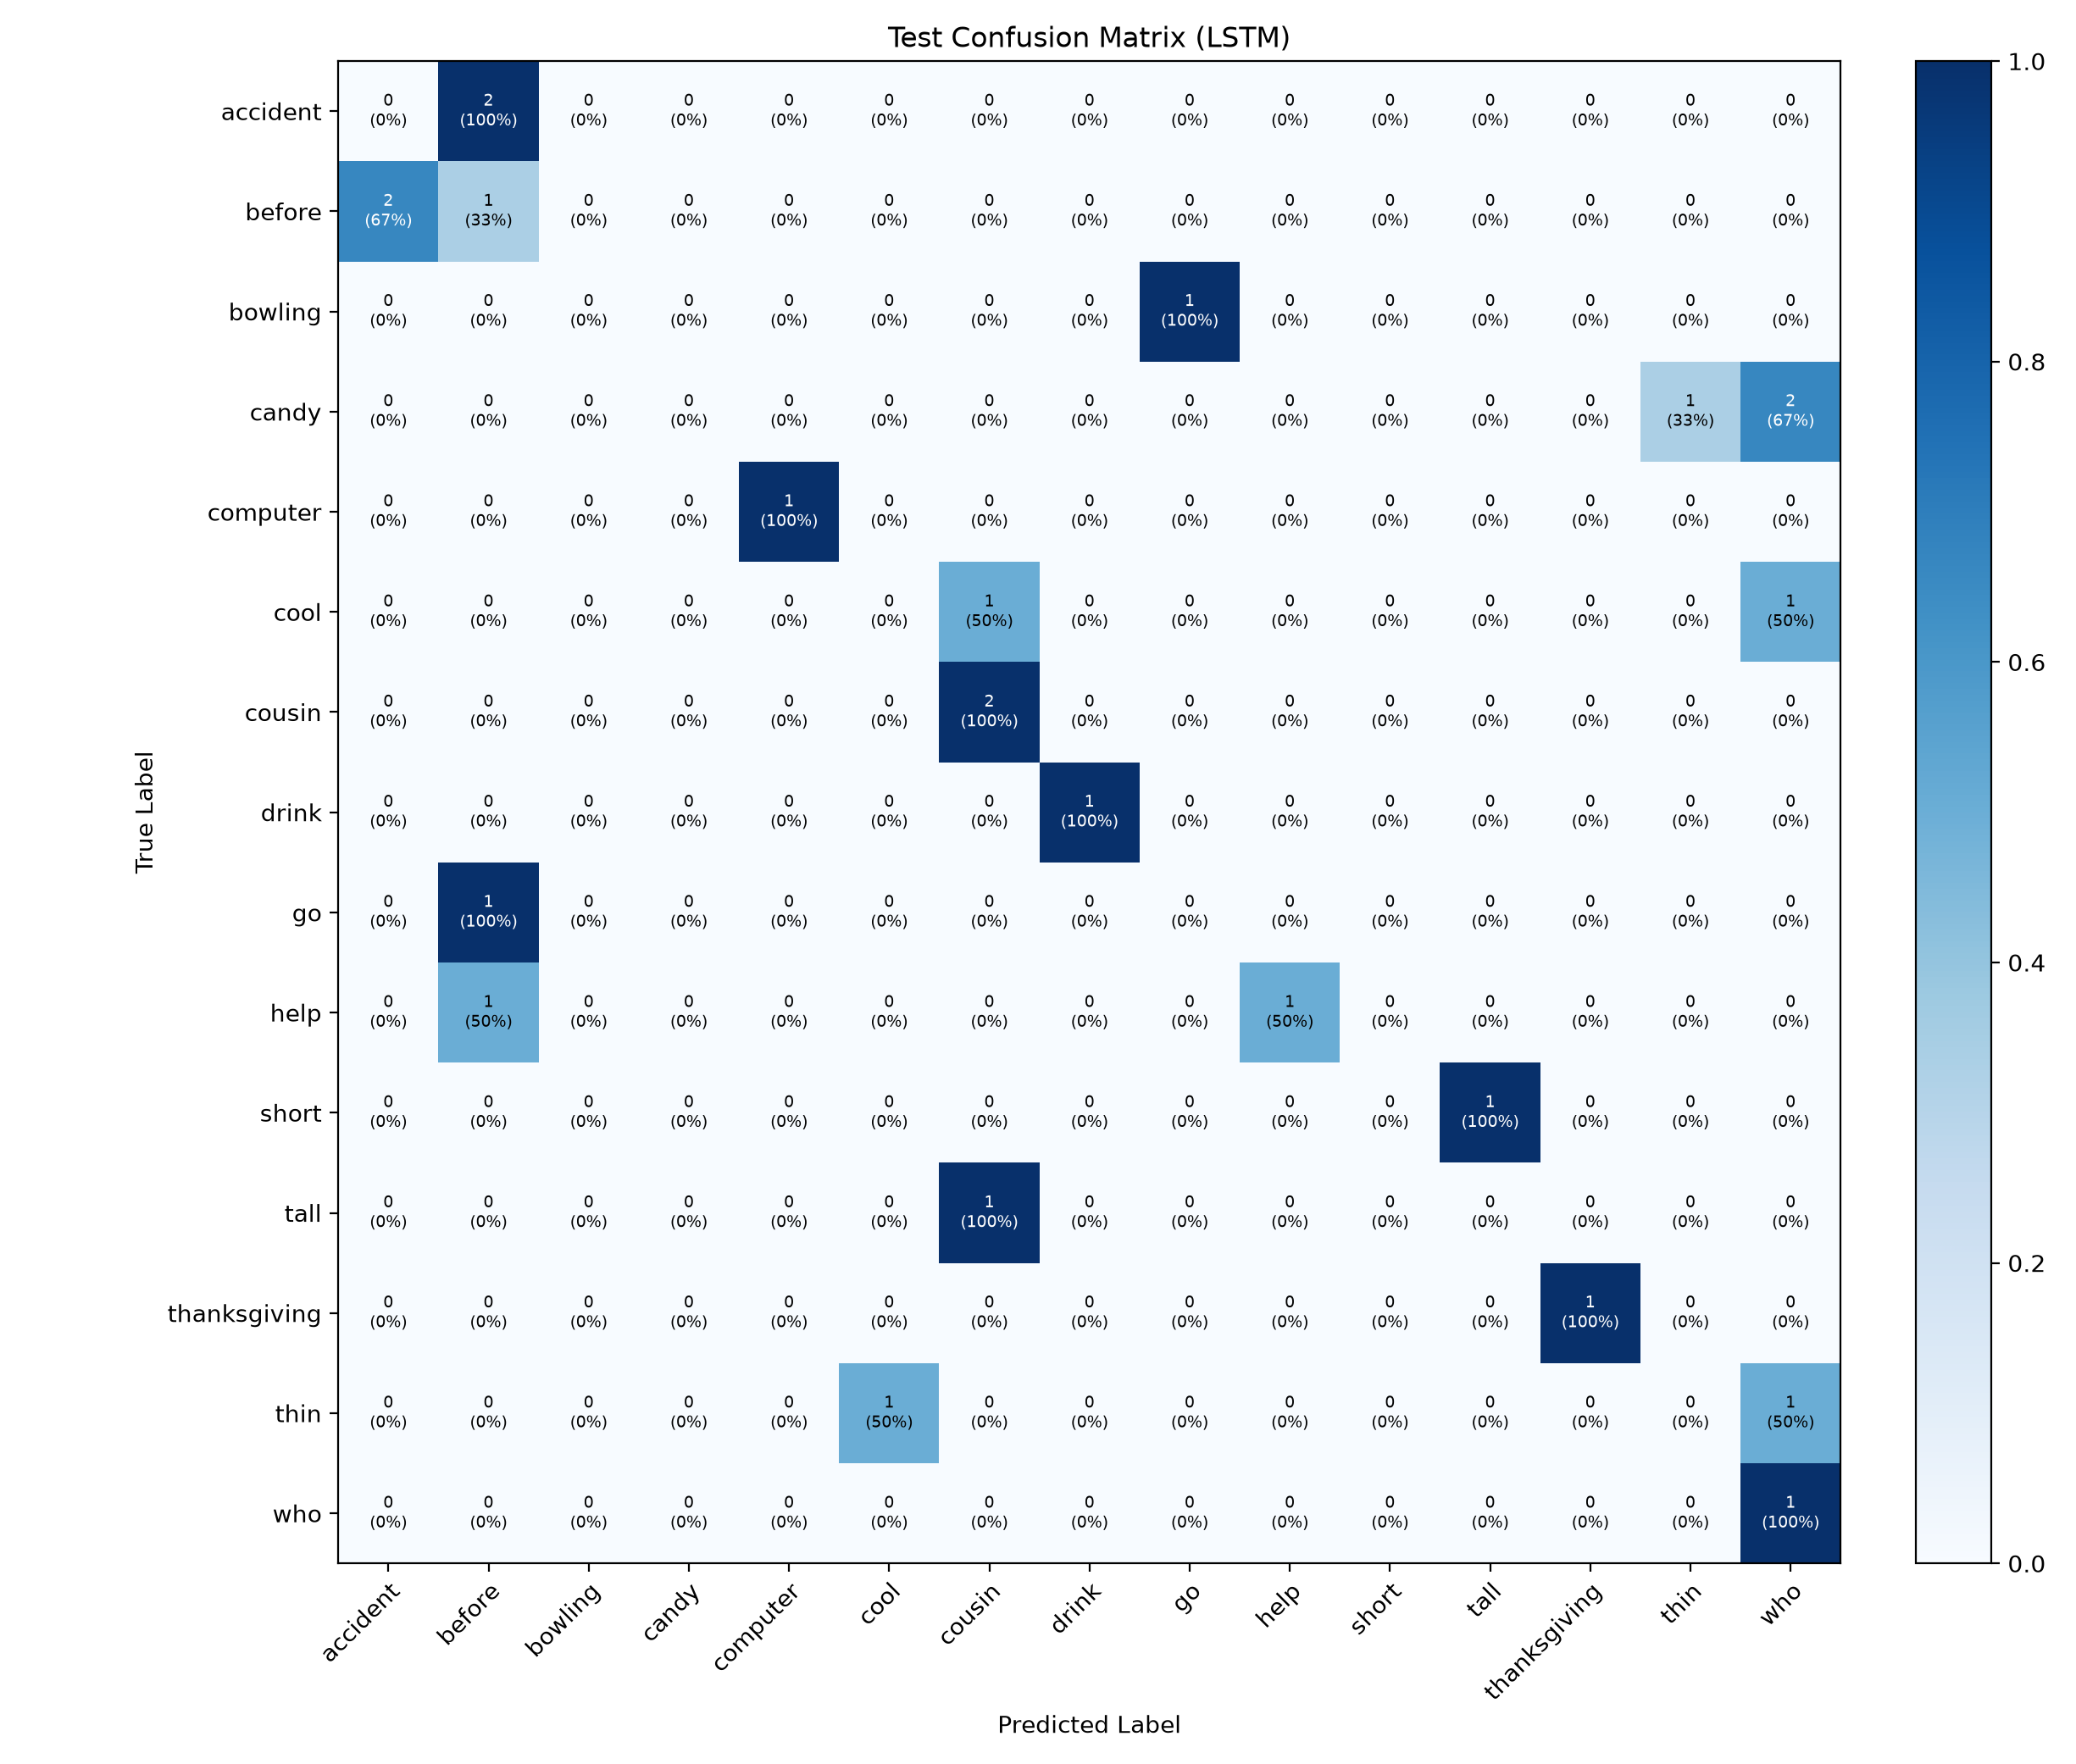 Test Confusion Matrix (LSTM)
accident 0 2 0 0 0 0 0 0 0 0 0 0 0 0 0
(0%) (100%) (0%) (0%) (0%) (0%) (0%) (0%) (0%) (0%) (0%) (0%) (0%) (0%) (0%)
before 2 1 0 0 0 0 0 0 0 0 0 0 0 0 0
(67%) (33%) (0%) (0%) (0%) (0%) (0%) (0%) (0%) (0%) (0%) (0%) (0%) (0%) (0%)
bowling 0 0 0 0 0 0 0 0 1 0 0 0 0 0 0
(0%) (0%) (0%) (0%) (0%) (0%) (0%) (0%) (100%) (0%) (0%) (0%) (0%) (0%) (0%)
candy 0 0 0 0 0 0 0 0 0 0 0 0 0 1 2
(0%) (0%) (0%) (0%) (0%) (0%) (0%) (0%) (0%) (0%) (0%) (0%) (0%) (33%) (67%)
computer 0 0 0 0 1 0 0 0 0 0 0 0 0 0 0
(0%) (0%) (0%) (0%) (100%) (0%) (0%) (0%) (0%) (0%) (0%) (0%) (0%) (0%) (0%)
cool 0 0 0 0 0 0 1 0 0 0 0 0 0 0 1
(0%) (0%) (0%) (0%) (0%) (0%) (50%) (0%) (0%) (0%) (0%) (0%) (0%) (0%) (50%)
cousin 0 0 0 0 0 0 2 0 0 0 0 0 0 0 0
(0%) (0%) (0%) (0%) (0%) (0%) (100%) (0%) (0%) (0%) (0%) (0%) (0%) (0%) (0%)
drink 0 0 0 0 0 0 0 1 0 0 0 0 0 0 0
(0%) (0%) (0%) (0%) (0%) (0%) (0%) (100%) (0%) (0%) (0%) (0%) (0%) (0%) (0%)
go 0 1 0 0 0 0 0 0 0 0 0 0 0 0 0
(0%) (100%) (0%) (0%) (0%) (0%) (0%) (0%) (0%) (0%) (0%) (0%) (0%) (0%) (0%)
help 0 1 0 0 0 0 0 0 0 1 0 0 0 0 0
(0%) (50%) (0%) (0%) (0%) (0%) (0%) (0%) (0%) (50%) (0%) (0%) (0%) (0%) (0%)
short 0 0 0 0 0 0 0 0 0 0 0 1 0 0 0
(0%) (0%) (0%) (0%) (0%) (0%) (0%) (0%) (0%) (0%) (0%) (100%) (0%) (0%) (0%)
tall 0 0 0 0 0 0 1 0 0 0 0 0 0 0 0
(0%) (0%) (0%) (0%) (0%) (0%) (100%) (0%) (0%) (0%) (0%) (0%) (0%) (0%) (0%)
thanksgiving 0 0 0 0 0 0 0 0 0 0 0 0 1 0 0
(0%) (0%) (0%) (0%) (0%) (0%) (0%) (0%) (0%) (0%) (0%) (0%) (100%) (0%) (0%)
thin 0 0 0 0 0 1 0 0 0 0 0 0 0 0 1
(0%) (0%) (0%) (0%) (0%) (50%) (0%) (0%) (0%) (0%) (0%) (0%) (0%) (0%) (50%)
who 0 0 0 0 0 0 0 0 0 0 0 0 0 0 1
(0%) (0%) (0%) (0%) (0%) (0%) (0%) (0%) (0%) (0%) (0%) (0%) (0%) (0%) (100%)
accident before bowling candy computer cool cousin drink go help short tall thanksgiving thin who
Predicted Label
True Label
1.0
0.8
0.6
0.4
0.2
0.0